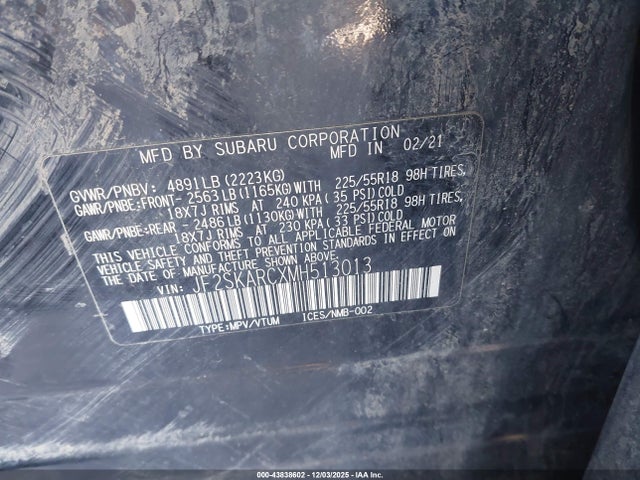 MFD BY SUBARU CORPORATION MFD IN 02/21
GVWR/PNBV: 4891LB(2223KG)
GAWR/PNBE:FRONT- 2563LB(1165KG)WITH 225/55R18 98H TIRES,
18X7J RIMS AT 240 KPA (35 PSI)COLD
GAWR/PNBE:REAR - 2486LB(1130KG)WITH 225/55R18 98H TIRES,
18X7J RIMS AT 230 KPA (33 PSI)COLD
THIS VEHICLE CONFORMS TO ALL APPLICABLE FEDERAL MOTOR
VEHICLE SAFETY AND THEFT PREVENTION STANDARDS IN EFFECT ON
THE DATE OF MANUFACTURE SHOWN ABOVE.
VIN: JF2SKARCXMH513013
TYPE:MPV/VTUM ICES/NMB-002
000-43838602 - 12/03/2025 - IAAI